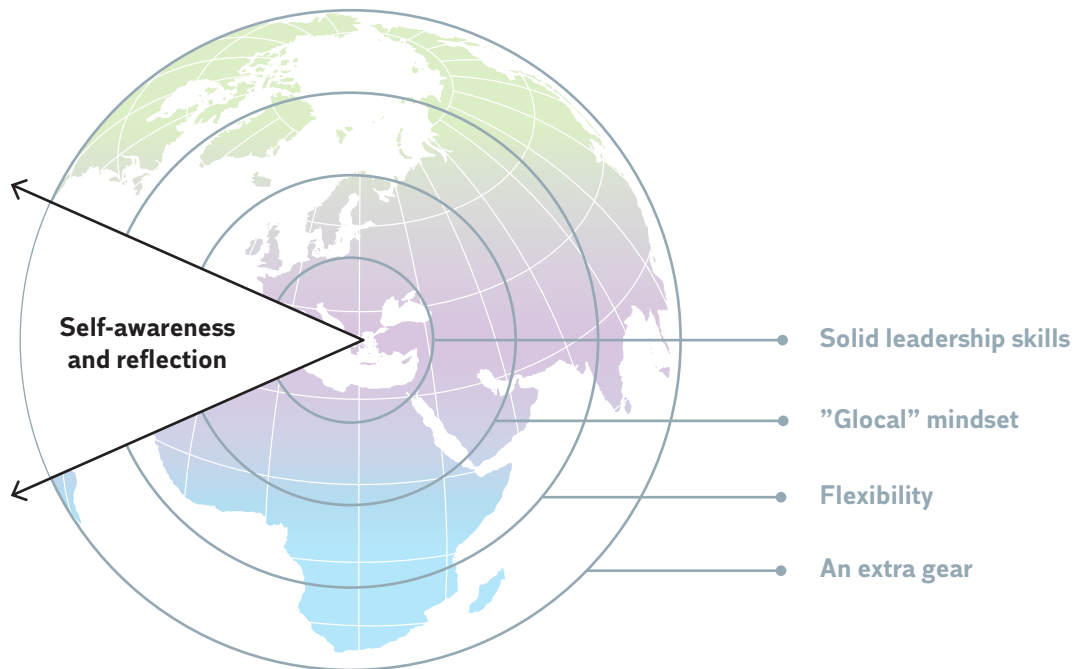 Self-awareness
and reflection
Solid leadership skills
”Glocal” mindset
Flexibility
An extra gear